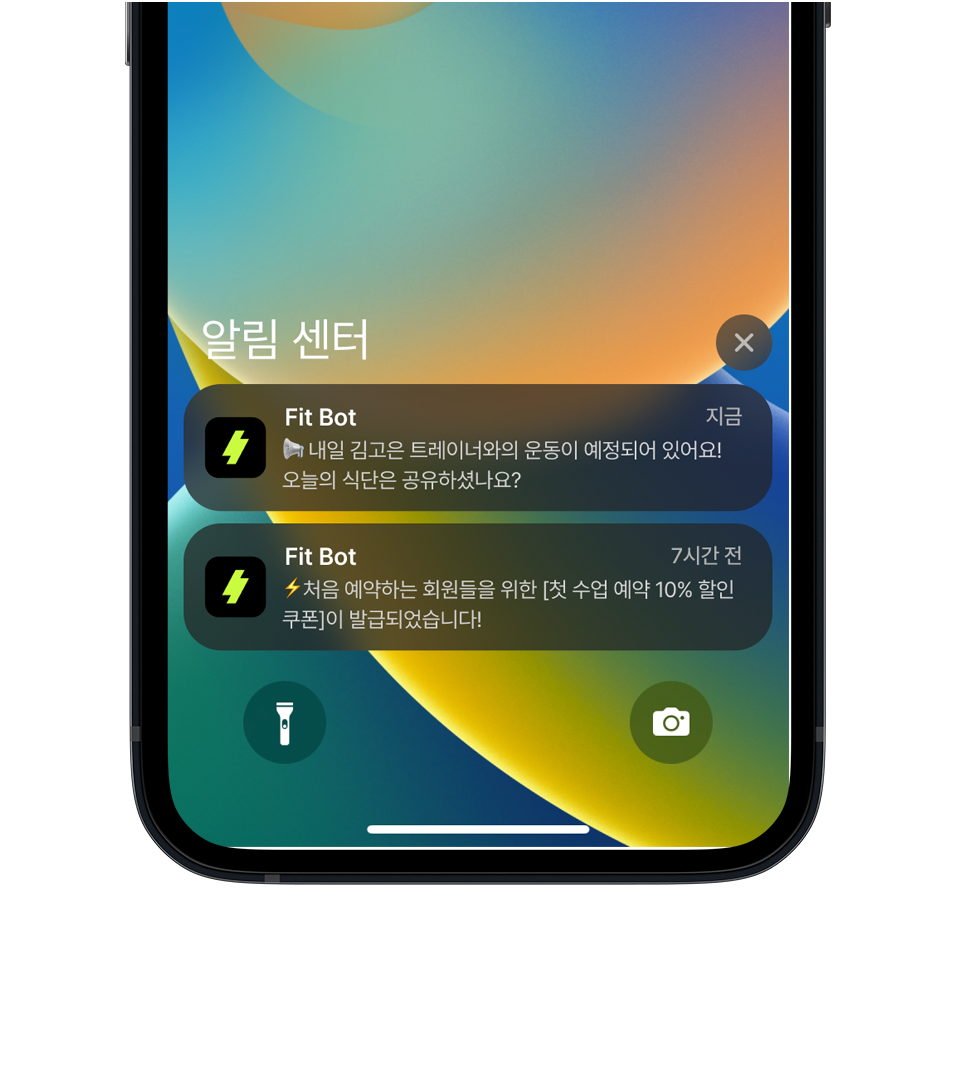 알림 센터
Fit Bot 지금
📢 내일 김고은 트레이너와의 운동이 예정되어 있어요!
오늘의 식단은 공유하셨나요?
Fit Bot 7시간 전
⚡처음 예약하는 회원들을 위한 [첫 수업 예약 10% 할인
쿠폰]이 발급되었습니다!